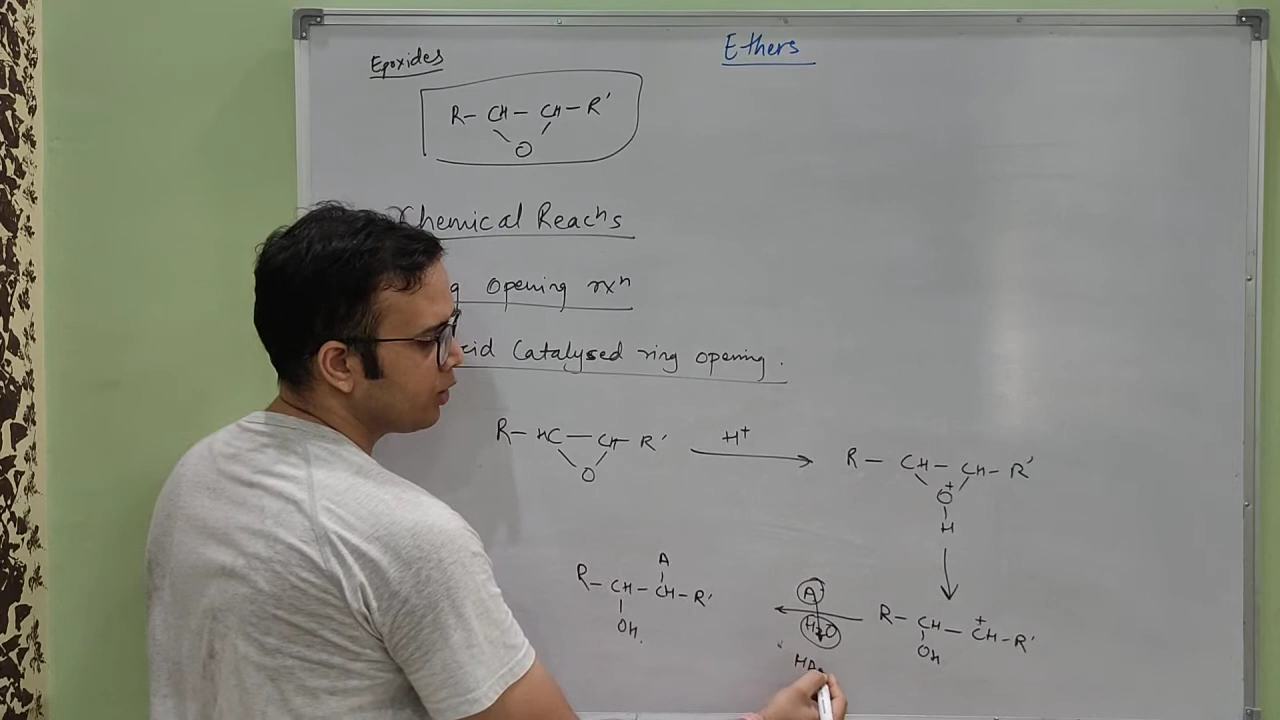 Ethers
Epoxides
R- CH - CH - R'
O
Chemical Reacns
opening rxn
Catalysed ring opening.
R- HC - CH - R' H+ R - CH - CH - R'
O O+
H
A
R - CH - CH - R' A R - CH - +CH - R'
OH H2O OH
HA